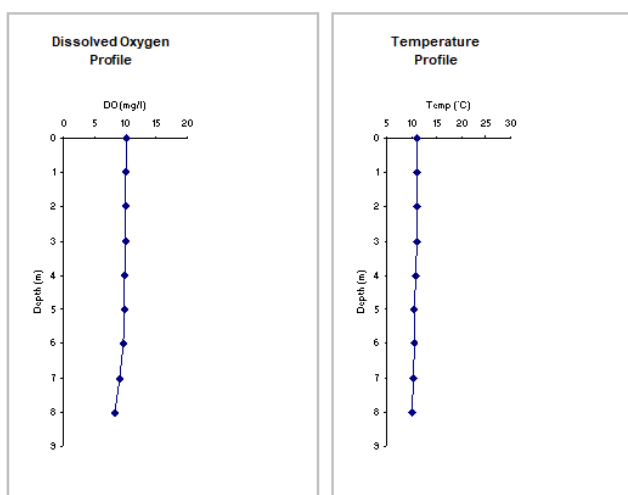 Dissolved Oxygen
Profile
DO (mg/l)
0 5 10 15 20
0
1
2
3
4
5
6
7
8
9
Depth (m)
Temperature
Profile
Temp (°C)
5 10 15 20 25 30
0
1
2
3
4
5
6
7
8
9
Depth (m)